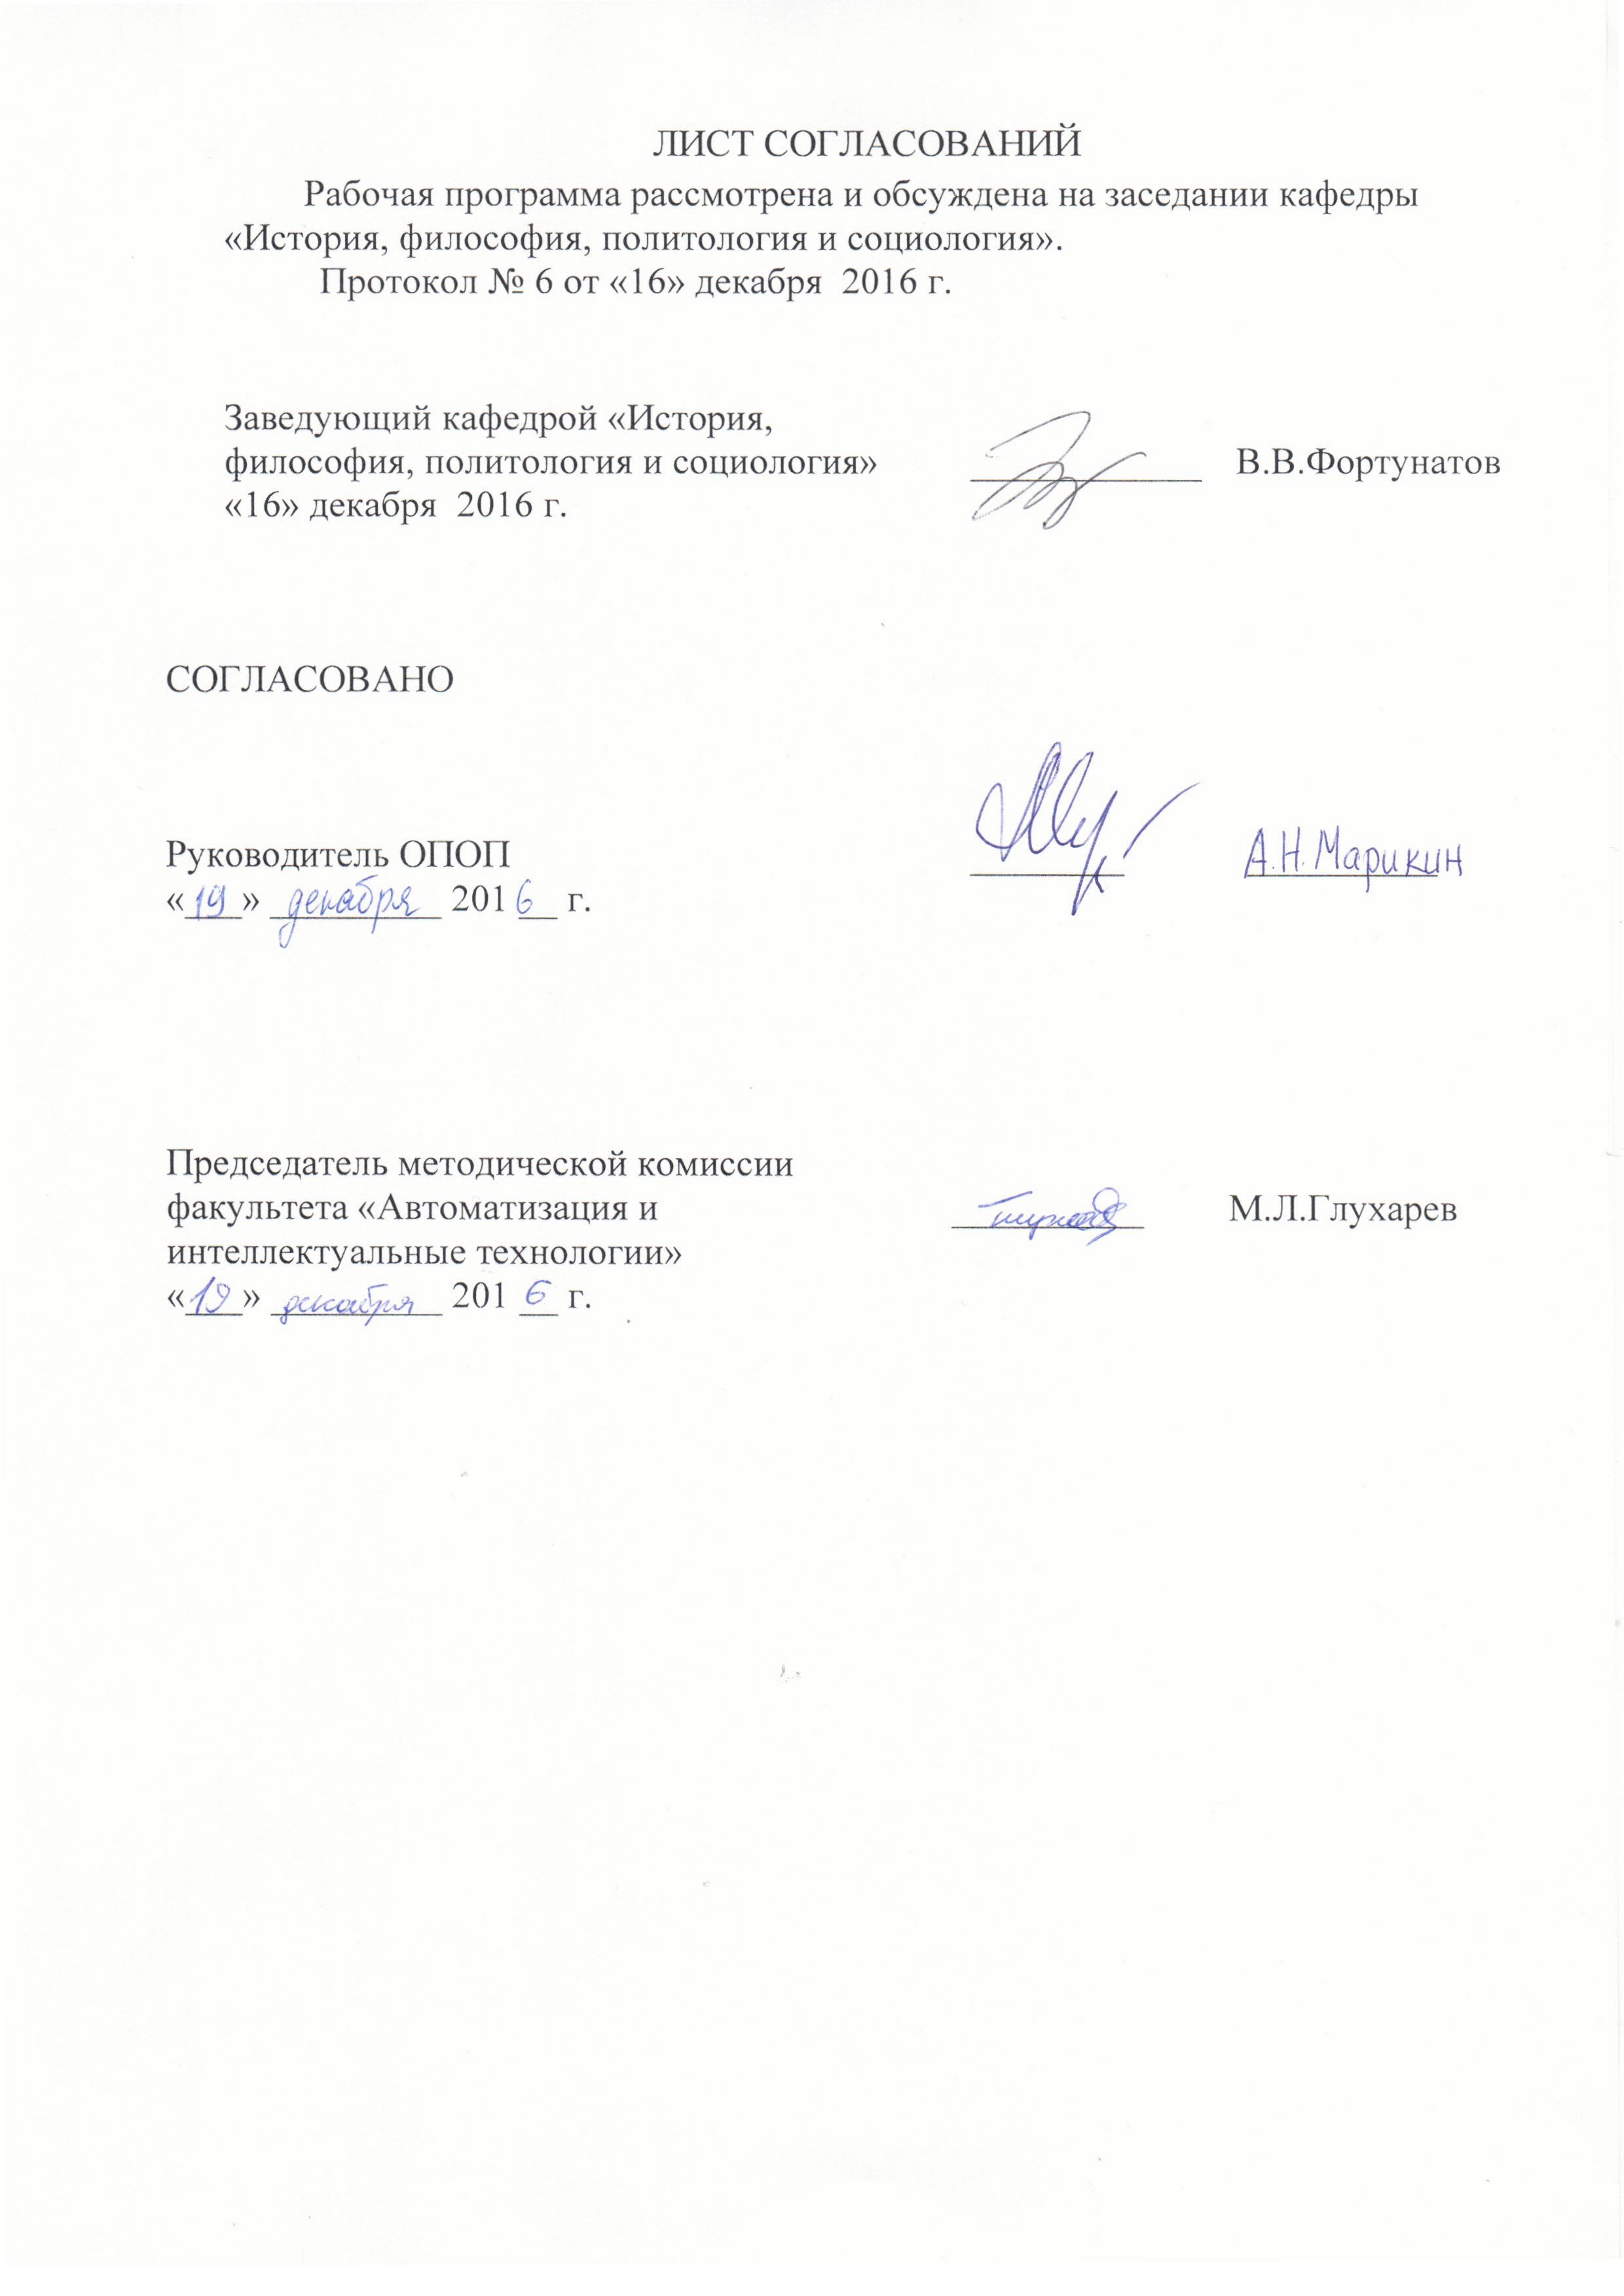 ЛИСТ СОГЛАСОВАНИЙ
Рабочая программа рассмотрена и обсуждена на заседании кафедры
«История, философия, политология и социология».
Протокол № 6 от «16» декабря 2016 г.
Заведующий кафедрой «История,
философия, политология и социология» В.В.Фортунатов
«16» декабря 2016 г.
СОГЛАСОВАНО
Руководитель ОПОП А.Н.Марикин
«19» декабря 2016 г.
Председатель методической комиссии
факультета «Автоматизация и М.Л.Глухарев
интеллектуальные технологии»
«19» декабря 2016 г.